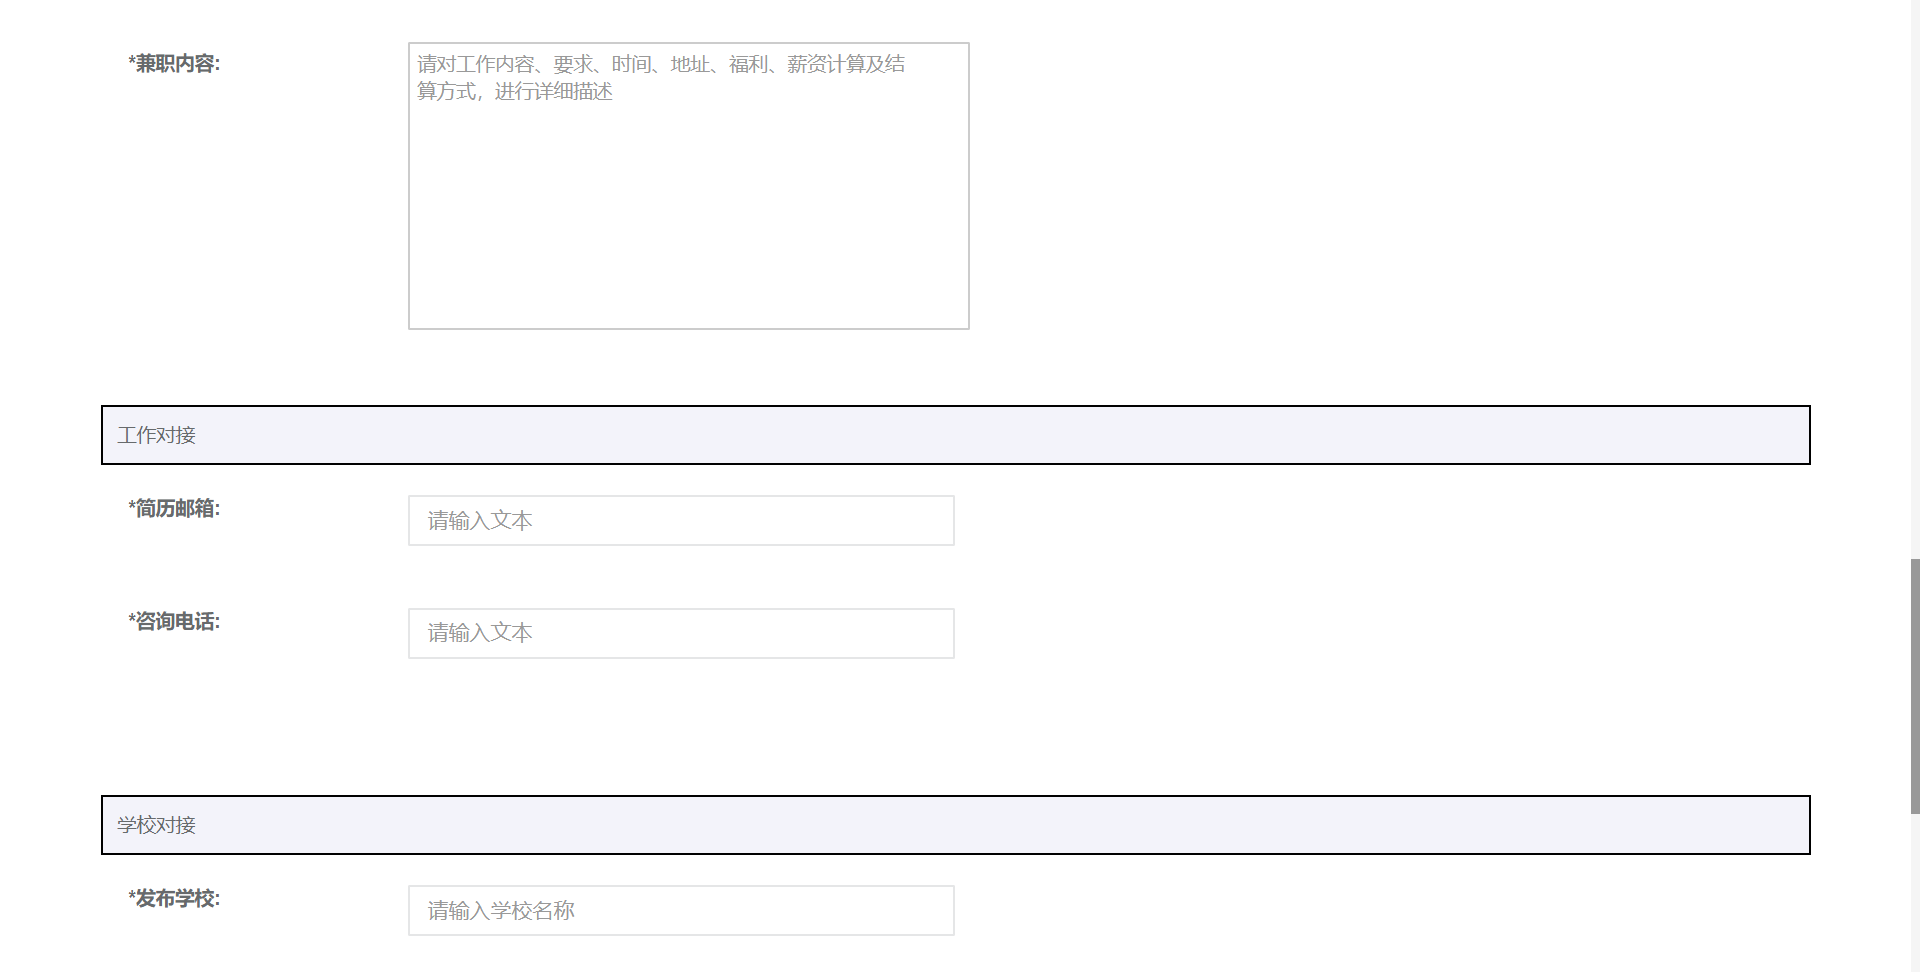 *兼职内容:
请对工作内容、要求、时间、地址、福利、薪资计算及结
算方式，进行详细描述
工作对接
*简历邮箱:
请输入文本
*咨询电话:
请输入文本
学校对接
*发布学校:
请输入学校名称